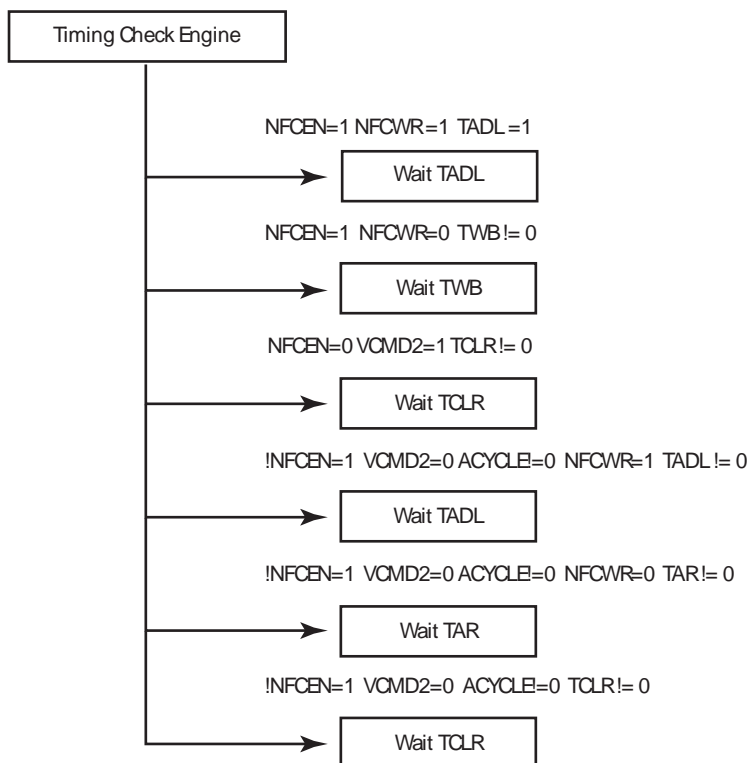 Timing Check Engine
NFCEN=1 NFCWR=1 TADL=1
Wait TADL
NFCEN=1 NFCWR=0 TWB != 0
Wait TWB
NFCEN=0 VCMD2=1 TCLR != 0
Wait TCLR
!NFCEN=1 VCMD2=0 ACYCLE!=0 NFCWR=1 TADL != 0
Wait TADL
!NFCEN=1 VCMD2=0 ACYCLE!=0 NFCWR=0 TAR != 0
Wait TAR
!NFCEN=1 VCMD2=0 ACYCLE!=0 TCLR != 0
Wait TCLR